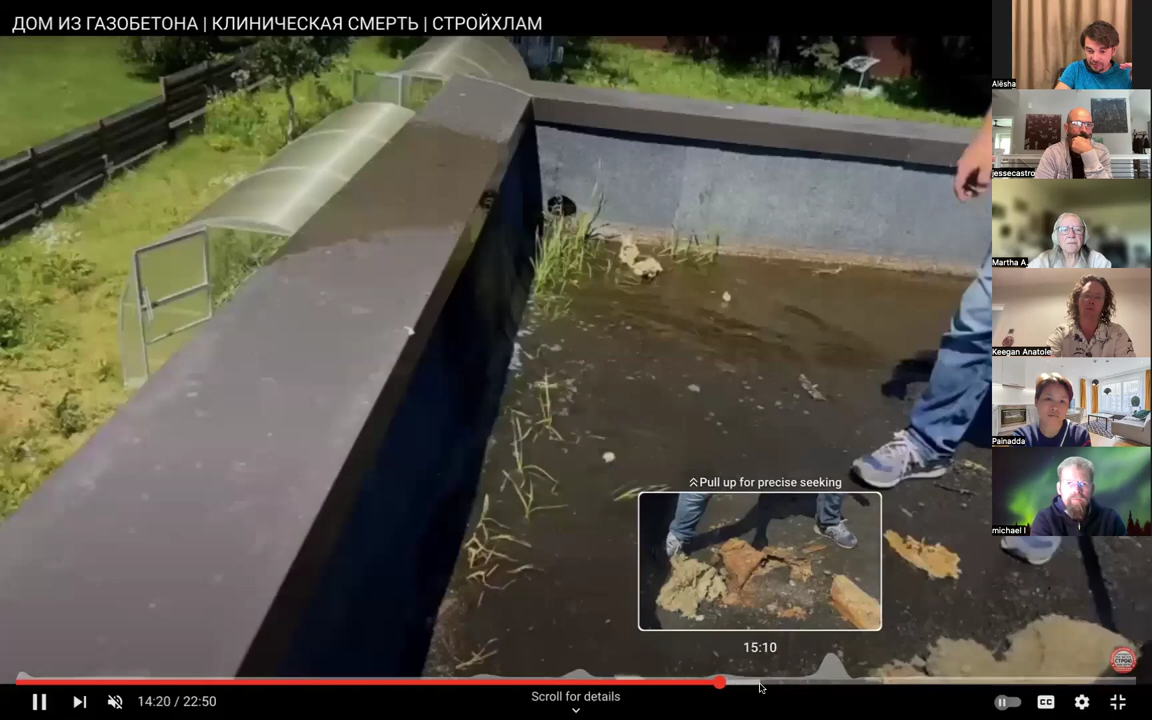 ДОМ ИЗ ГАЗОБЕТОНА | КЛИНИЧЕСКАЯ СМЕРТЬ | СТРОЙХЛАМ
Alësha
jessecastro
Martha A.
Keegan Anatole
Painadda
michael l
Pull up for precise seeking
15:10
14:20 / 22:50
Scroll for details
CC